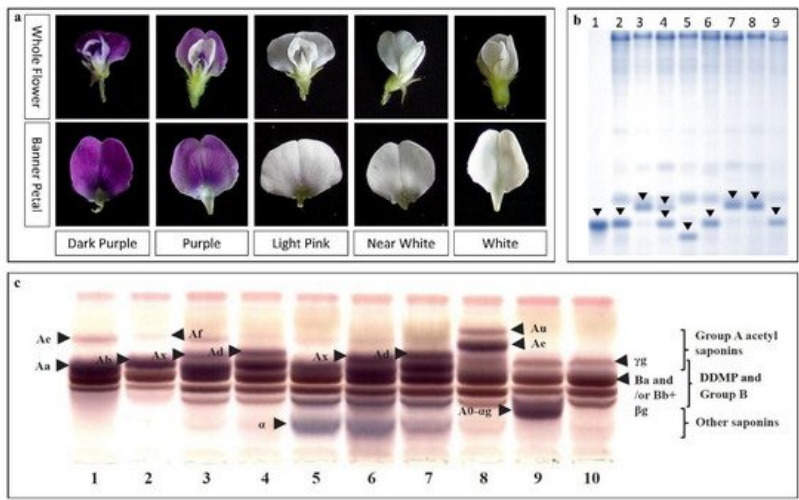 a
Whole Flower
Banner Petal
Dark Purple
Purple
Light Pink
Near White
White
b
1 2 3 4 5 6 7 8 9
c
Ae
Af
Au
Ae
Aa
Ab
Ax
Ad
Ax
Ad
γg
Ba and
/or Bb+
βg
α
A0-αg
Group A acetyl
saponins
DDMP and
Group B
Other saponins
1 2 3 4 5 6 7 8 9 10